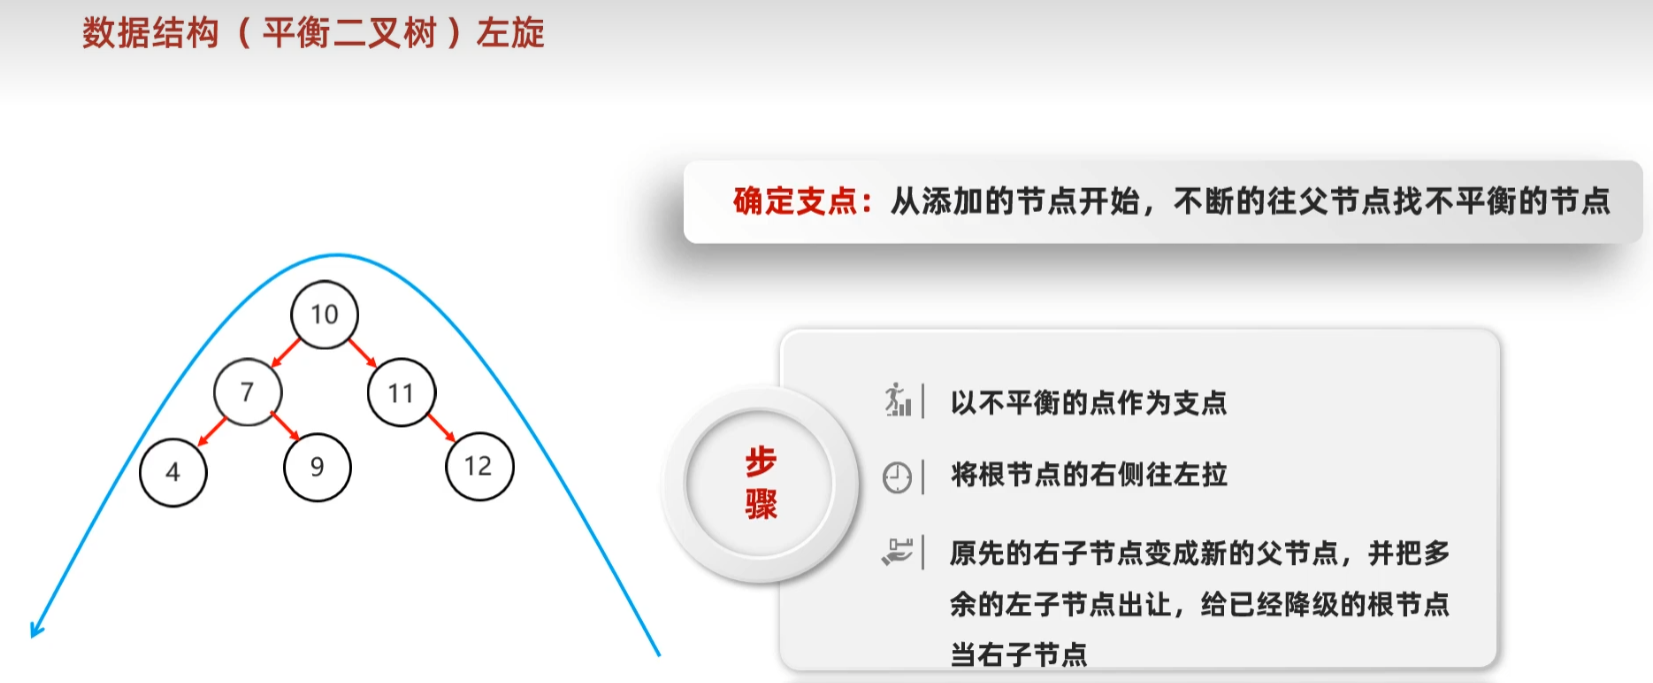 数据结构（平衡二叉树）左旋
确定支点：从添加的节点开始，不断的往父节点找不平衡的节点
10
7
11
4
9
12
步
骤
以不平衡的点作为支点
将根节点的右侧往左拉
原先的右子节点变成新的父节点，并把多
余的左子节点出让，给已经降级的根节点
当右子节点